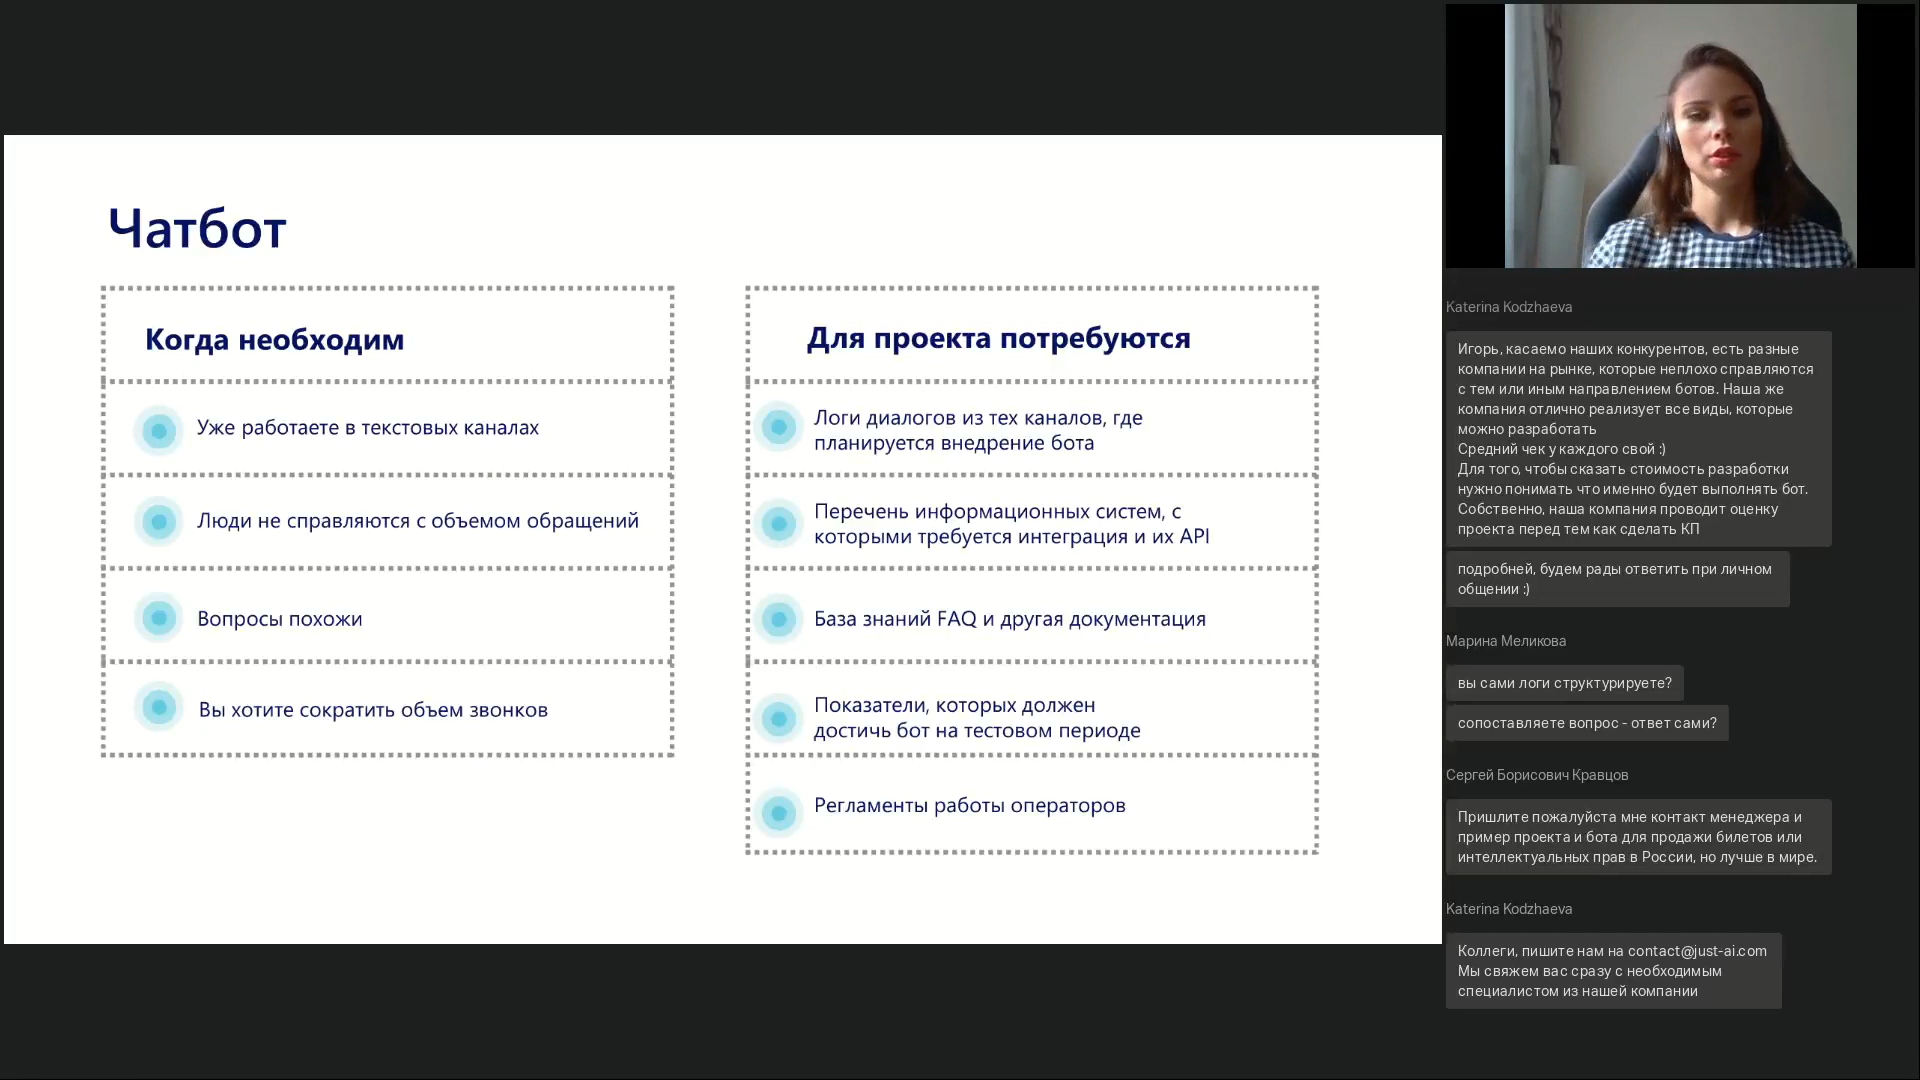 Чатбот
Когда необходим
Уже работаете в текстовых каналах
Люди не справляются с объемом обращений
Вопросы похожи
Вы хотите сократить объем звонков
Для проекта потребуются
Логи диалогов из тех каналов, где
планируется внедрение бота
Перечень информационных систем, с
которыми требуется интеграция и их API
База знаний FAQ и другая документация
Показатели, которых должен
достичь бот на тестовом периоде
Регламенты работы операторов
Katerina Kodzhaeva
Игорь, касаемо наших конкурентов, есть разные
компании на рынке, которые неплохо справляются
с тем или иным направлением ботов. Наша же
компания отлично реализует все виды, которые
можно разработать
Средний чек у каждого свой :)
Для того, чтобы сказать стоимость разработки
нужно понимать что именно будет выполнять бот.
Собственно, наша компания проводит оценку
проекта перед тем как сделать КП
подробней, будем рады ответить при личном
общении :)
Марина Меликова
вы сами логи структурируете?
сопоставляете вопрос - ответ сами?
Сергей Борисович Кравцов
Пришлите пожалуйста мне контакт менеджера и
пример проекта и бота для продажи билетов или
интеллектуальных прав в России, но лучше в мире.
Katerina Kodzhaeva
Коллеги, пишите нам на contact@just-ai.com
Мы свяжем вас сразу с необходимым
специалистом из нашей компании